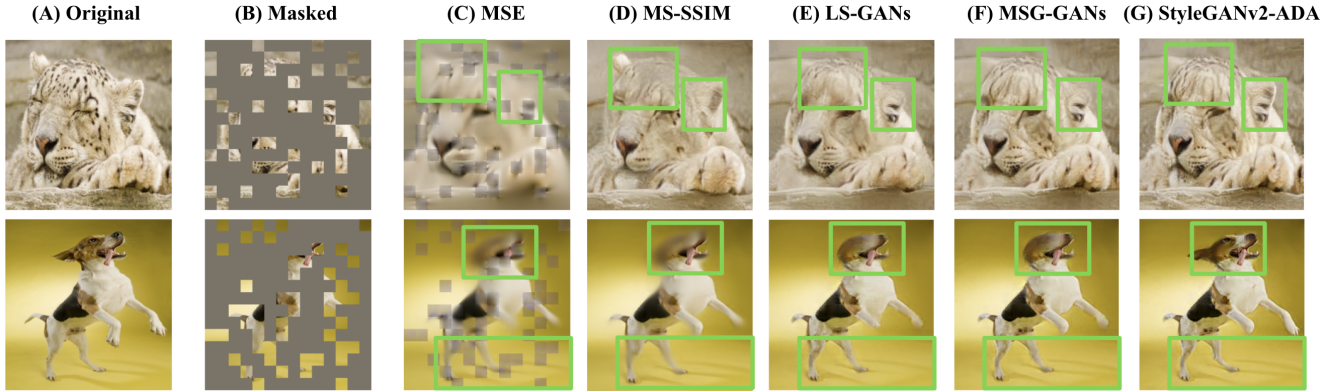 (A) Original (B) Masked (C) MSE (D) MS-SSIM (E) LS-GANs (F) MSG-GANs (G) StyleGANv2-ADA